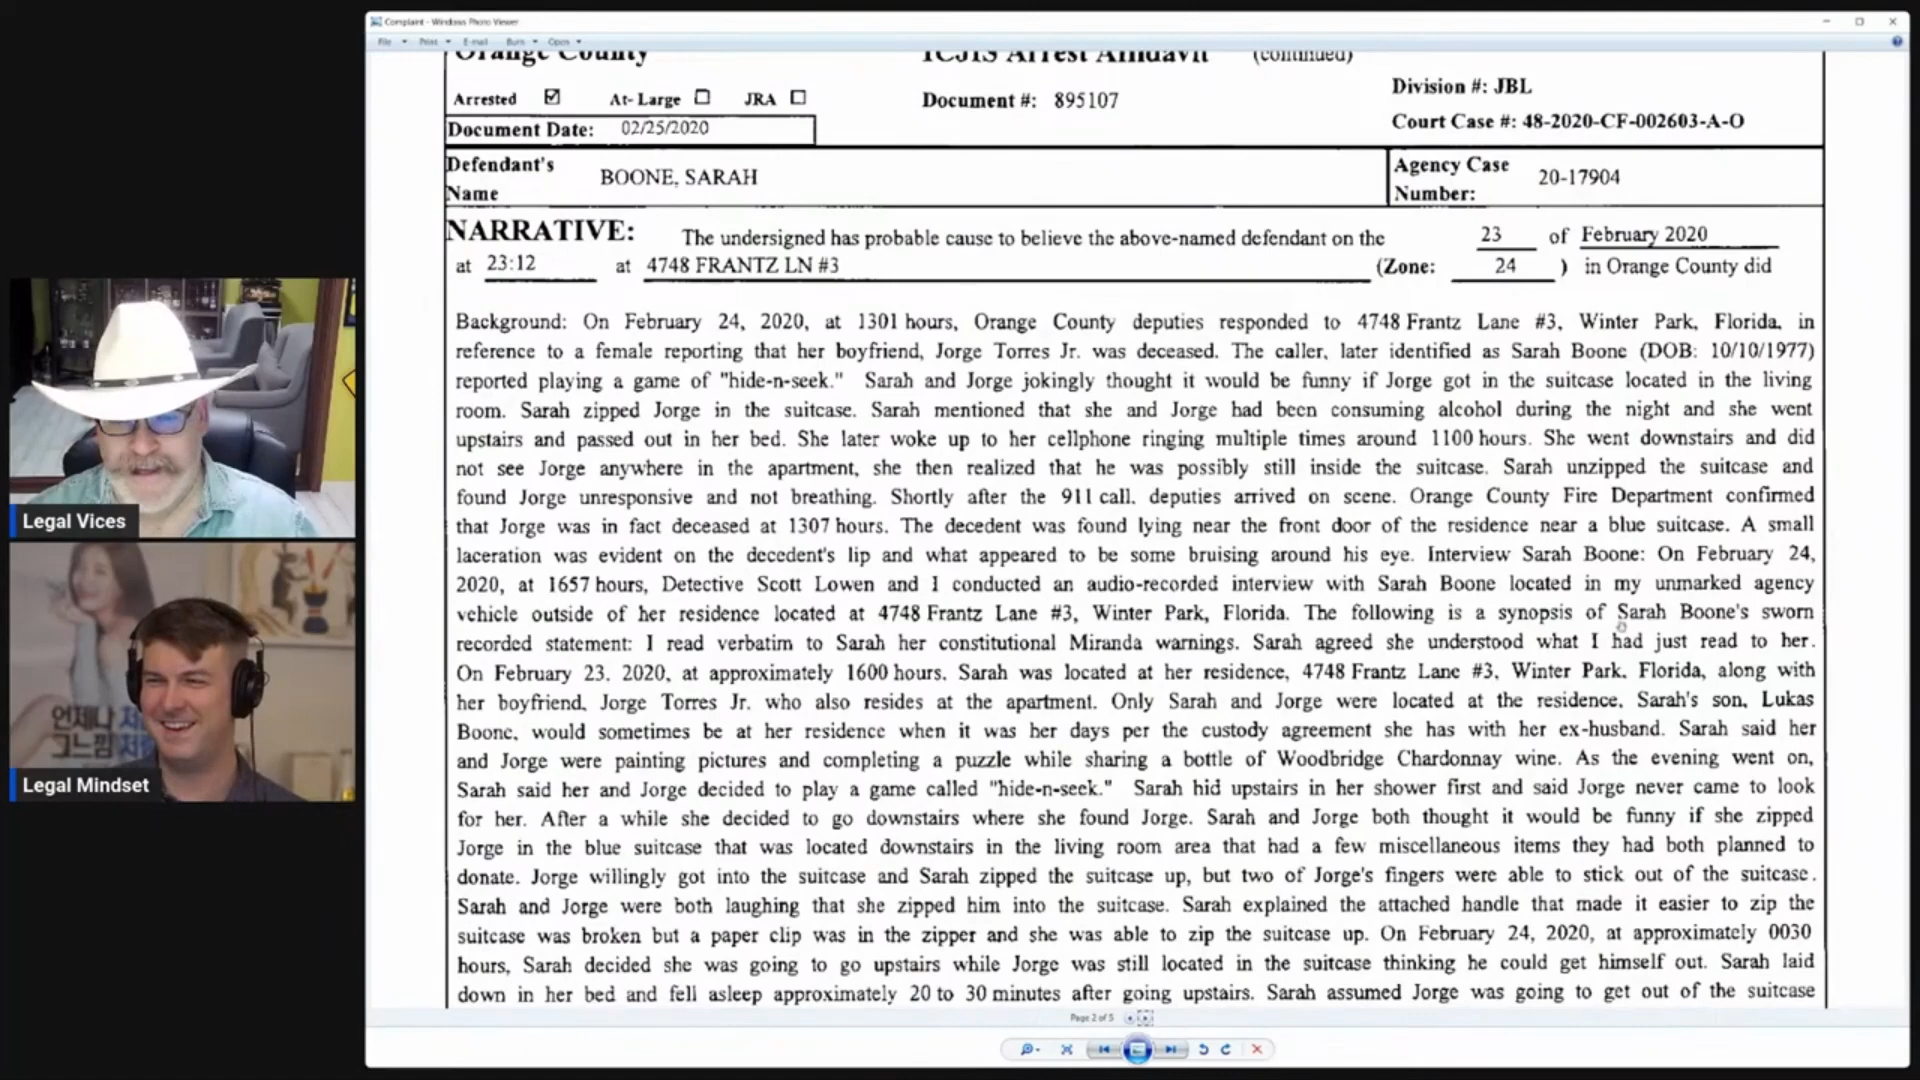 Complaint - Windows Photo Viewer
File Print E-mail Burn Open
Orange County ICJIS Arrest Affidavit (continued)
Division #: JBL
Arrested At- Large JRA Document #: 895107
Court Case #: 48-2020-CF-002603-A-O
Document Date: 02/25/2020
Defendant's Name BOONE, SARAH
Agency Case Number: 20-17904
NARRATIVE: The undersigned has probable cause to believe the above-named defendant on the 23 of February 2020
at 23:12 at 4748 FRANTZ LN #3 (Zone: 24 ) in Orange County did
Background: On February 24, 2020, at 1301 hours, Orange County deputies responded to 4748 Frantz Lane #3, Winter Park, Florida, in
reference to a female reporting that her boyfriend, Jorge Torres Jr. was deceased. The caller, later identified as Sarah Boone (DOB: 10/10/1977)
reported playing a game of "hide-n-seek." Sarah and Jorge jokingly thought it would be funny if Jorge got in the suitcase located in the living
room. Sarah zipped Jorge in the suitcase. Sarah mentioned that she and Jorge had been consuming alcohol during the night and she went
upstairs and passed out in her bed. She later woke up to her cellphone ringing multiple times around 1100 hours. She went downstairs and did
not see Jorge anywhere in the apartment, she then realized that he was possibly still inside the suitcase. Sarah unzipped the suitcase and
found Jorge unresponsive and not breathing. Shortly after the 911 call, deputies arrived on scene. Orange County Fire Department confirmed
that Jorge was in fact deceased at 1307 hours. The decedent was found lying near the front door of the residence near a blue suitcase. A small
laceration was evident on the decedent's lip and what appeared to be some bruising around his eye. Interview Sarah Boone: On February 24,
2020, at 1657 hours, Detective Scott Lowen and I conducted an audio-recorded interview with Sarah Boone located in my unmarked agency
vehicle outside of her residence located at 4748 Frantz Lane #3, Winter Park, Florida. The following is a synopsis of Sarah Boone's sworn
recorded statement: I read verbatim to Sarah her constitutional Miranda warnings. Sarah agreed she understood what I had just read to her.
On February 23, 2020, at approximately 1600 hours, Sarah was located at her residence, 4748 Frantz Lane #3, Winter Park, Florida, along with
her boyfriend, Jorge Torres Jr. who also resides at the apartment. Only Sarah and Jorge were located at the residence. Sarah's son, Lukas
Boone, would sometimes be at her residence when it was her days per the custody agreement she has with her ex-husband. Sarah said her
and Jorge were painting pictures and completing a puzzle while sharing a bottle of Woodbridge Chardonnay wine. As the evening went on,
Sarah said her and Jorge decided to play a game called "hide-n-seek." Sarah hid upstairs in her shower first and said Jorge never came to look
for her. After a while she decided to go downstairs where she found Jorge. Sarah and Jorge both thought it would be funny if she zipped
Jorge in the blue suitcase that was located downstairs in the living room area that had a few miscellaneous items they had both planned to
donate. Jorge willingly got into the suitcase and Sarah zipped the suitcase up, but two of Jorge's fingers were able to stick out of the suitcase.
Sarah and Jorge were both laughing that she zipped him into the suitcase. Sarah explained the attached handle that made it easier to zip the
suitcase was broken but a paper clip was in the zipper and she was able to zip the suitcase up. On February 24, 2020, at approximately 0030
hours, Sarah decided she was going to go upstairs while Jorge was still located in the suitcase thinking he could get himself out. Sarah laid
down in her bed and fell asleep approximately 20 to 30 minutes after going upstairs. Sarah assumed Jorge was going to get out of the suitcase
Page 2 of 5
Legal Vices
언제나
그느낌
Legal Mindset